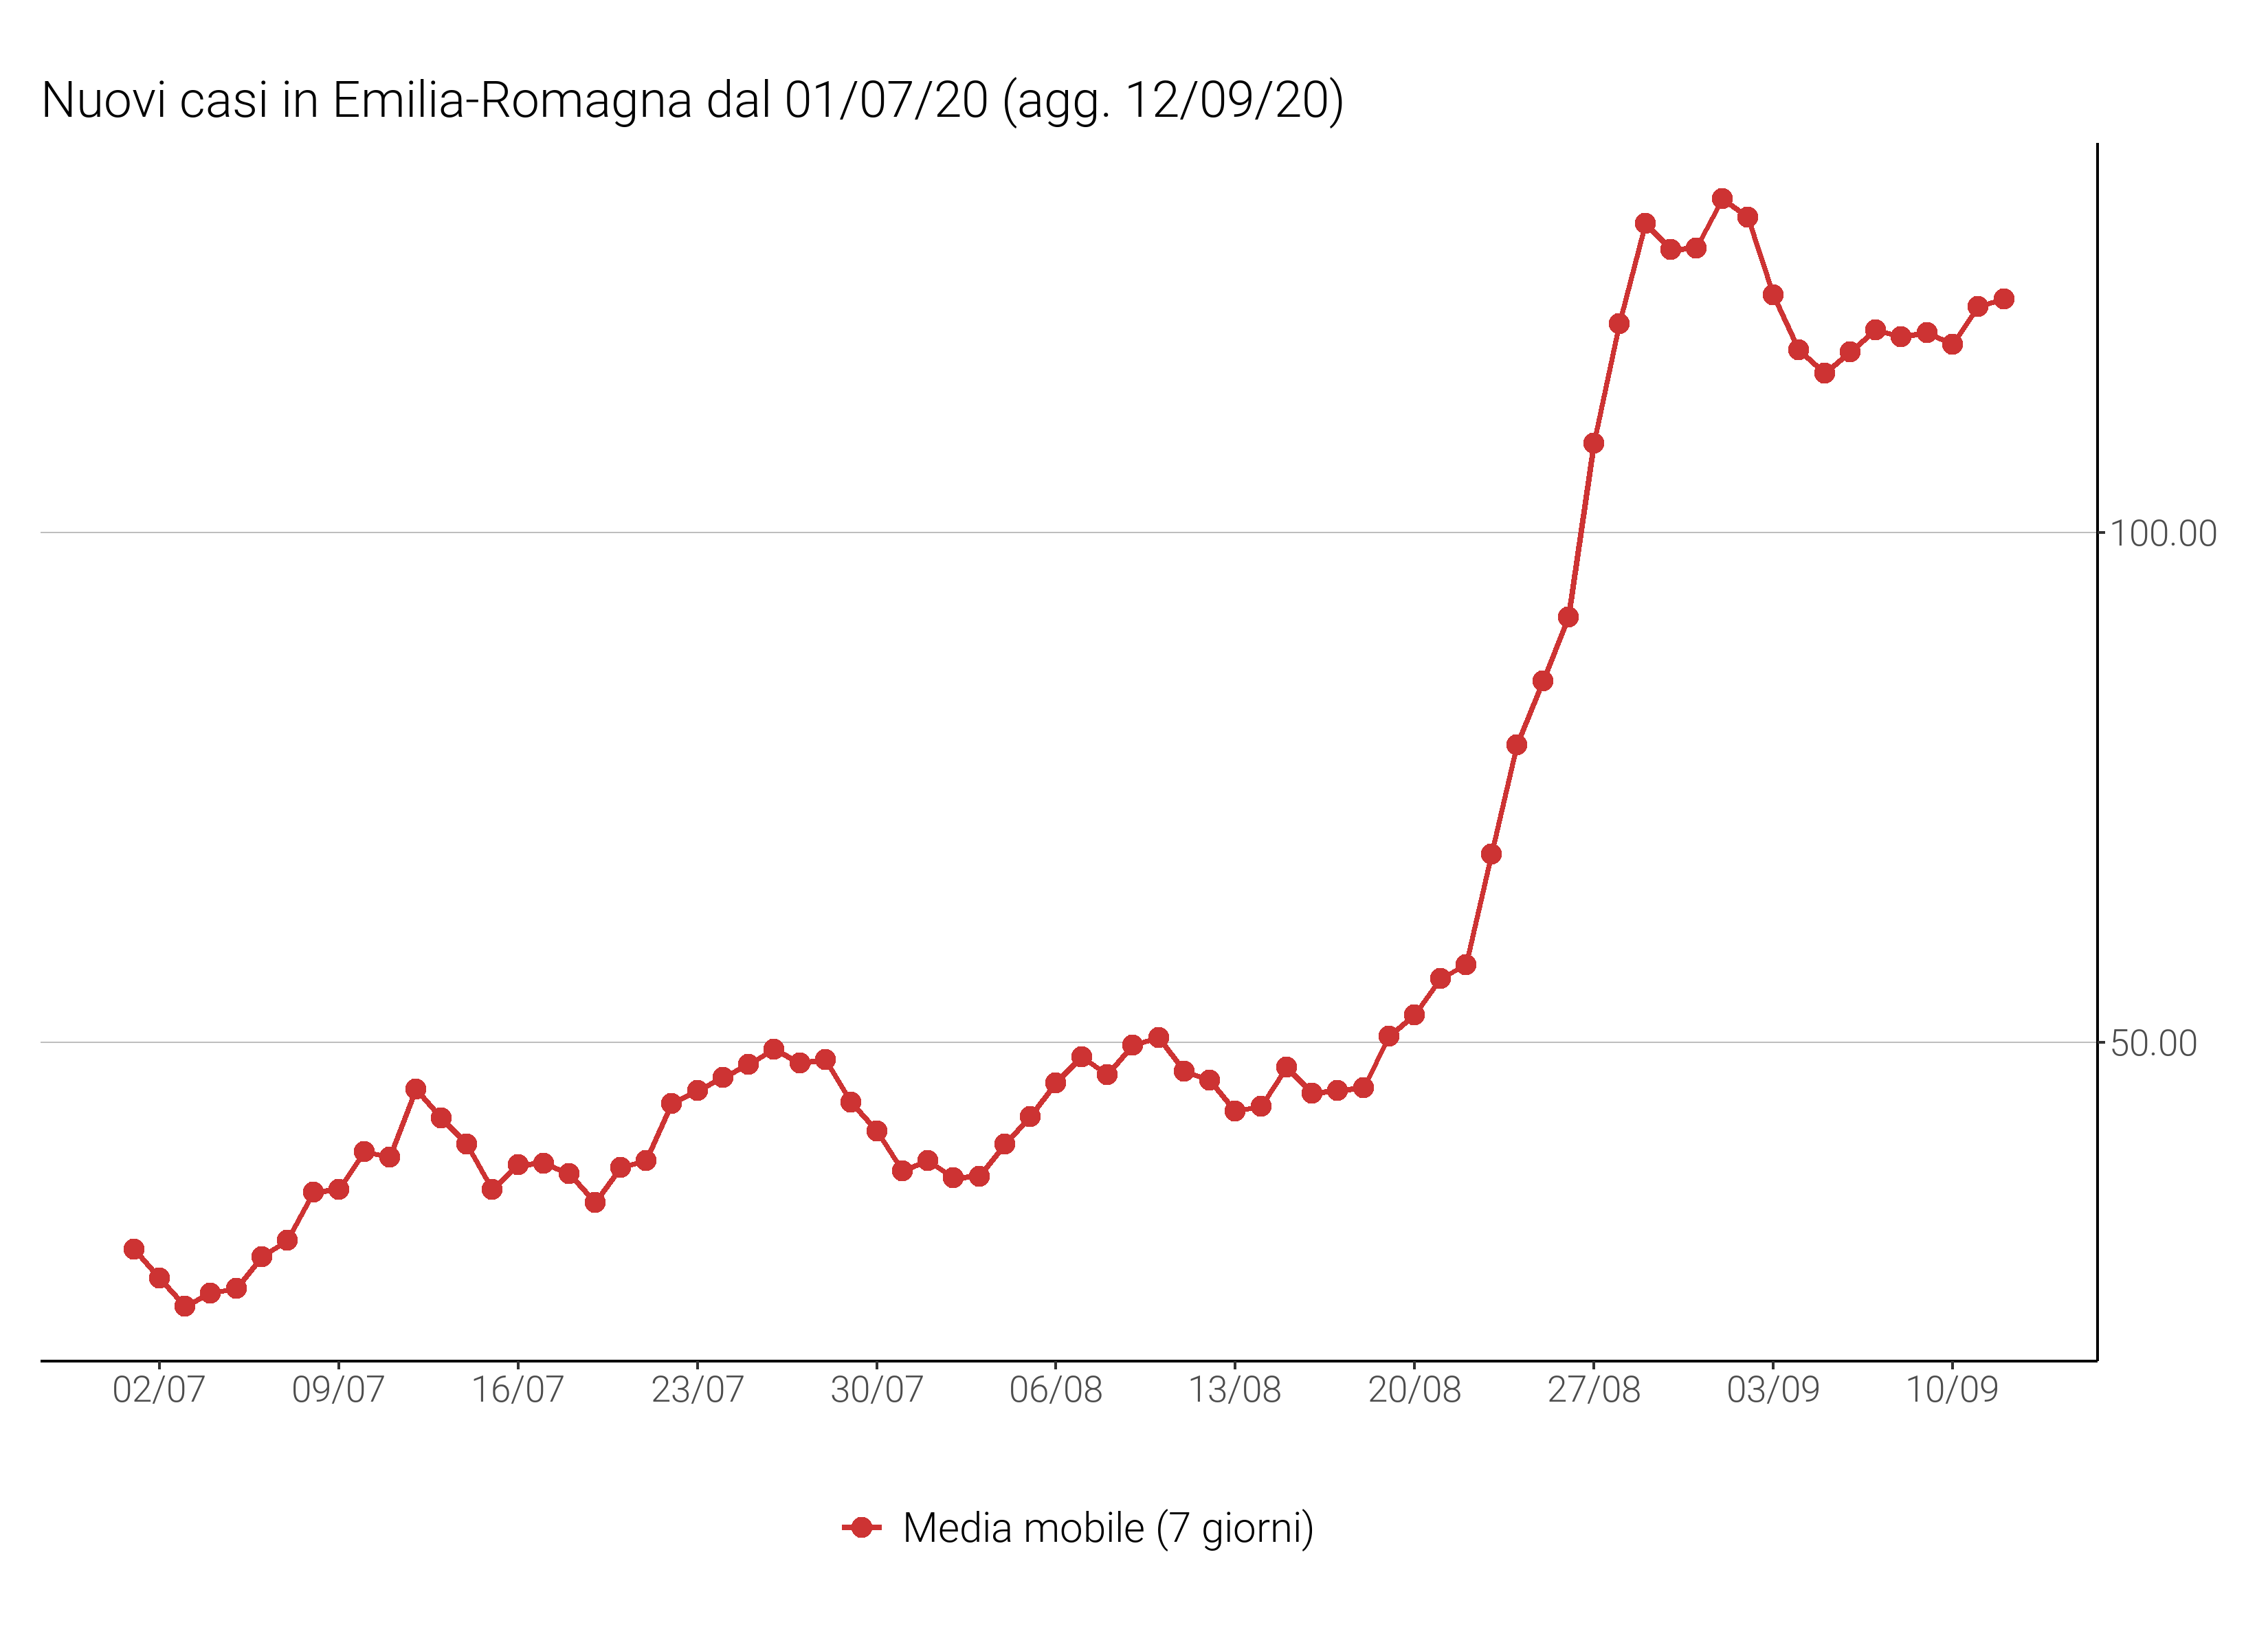 Nuovi casi in Emilia-Romagna dal 01/07/20 (agg. 12/09/20)
100.00
50.00
02/07 09/07 16/07 23/07 30/07 06/08 13/08 20/08 27/08 03/09 10/09
Media mobile (7 giorni)